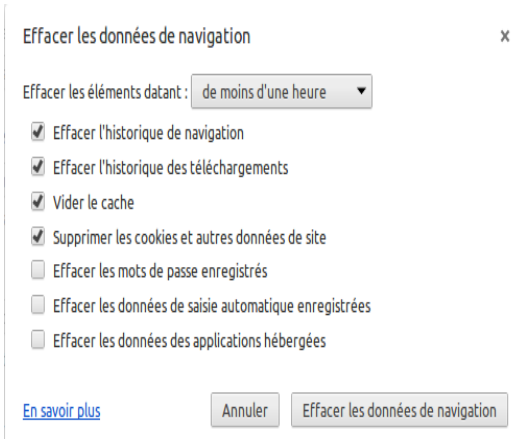 Effacer les données de navigation
Effacer les éléments datant : de moins d'une heure
Effacer l'historique de navigation
Effacer l'historique des téléchargements
Vider le cache
Supprimer les cookies et autres données de site
Effacer les mots de passe enregistrés
Effacer les données de saisie automatique enregistrées
Effacer les données des applications hébergées
En savoir plus Annuler Effacer les données de navigation